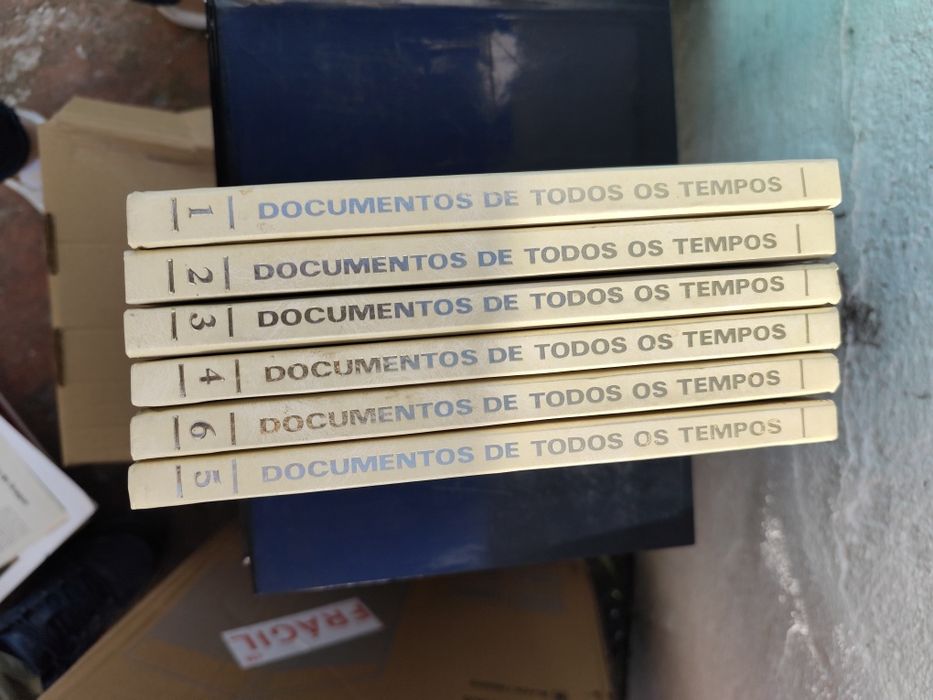 1 DOCUMENTOS DE TODOS OS TEMPOS
2 DOCUMENTOS DE TODOS OS TEMPOS
3 DOCUMENTOS DE TODOS OS TEMPOS
4 DOCUMENTOS DE TODOS OS TEMPOS
6 DOCUMENTOS DE TODOS OS TEMPOS
5 DOCUMENTOS DE TODOS OS TEMPOS
FRÁGIL